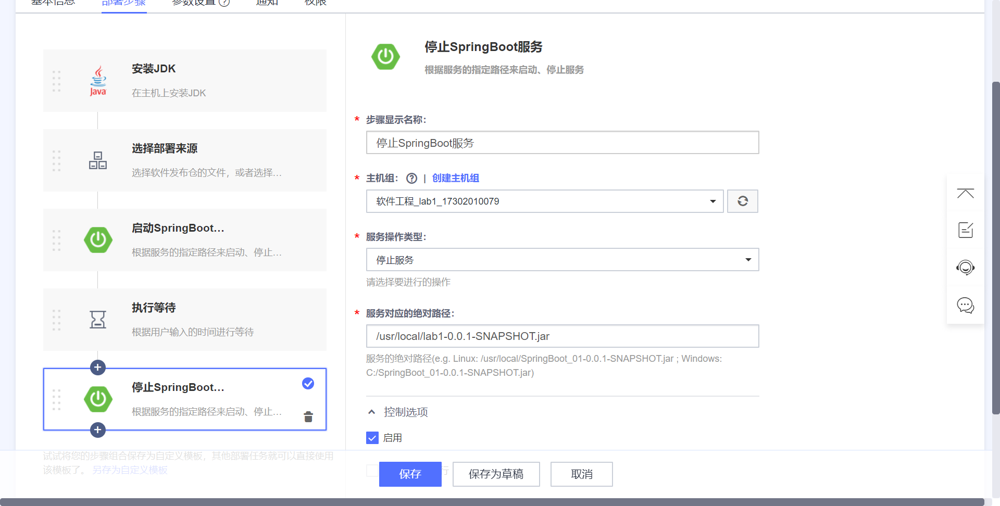 基本信息 部署步骤 参数设置 ? 通知 权限
安装JDK
在主机上安装JDK
Java
选择部署来源
选择软件发布仓的文件，或者选择...
启动SpringBoot...
根据服务的指定路径来启动、停止...
执行等待
根据用户输入的时间进行等待
停止SpringBoot...
根据服务的指定路径来启动、停止...
试试将您的步骤组合保存为自定义模板，其他部署任务就可以直接使用
该模板了。 另存为自定义模板
停止SpringBoot服务
根据服务的指定路径来启动、停止服务
* 步骤显示名称：
停止SpringBoot服务
* 主机组： ? | 创建主机组
软件工程_lab1_17302010079
* 服务操作类型：
停止服务
请选择要进行的操作
* 服务对应的绝对路径：
/usr/local/lab1-0.0.1-SNAPSHOT.jar
服务的绝对路径(e.g. Linux: /usr/local/SpringBoot_01-0.0.1-SNAPSHOT.jar ; Windows:
C:/SpringBoot_01-0.0.1-SNAPSHOT.jar)
控制选项
启用
行
保存 保存为草稿 取消